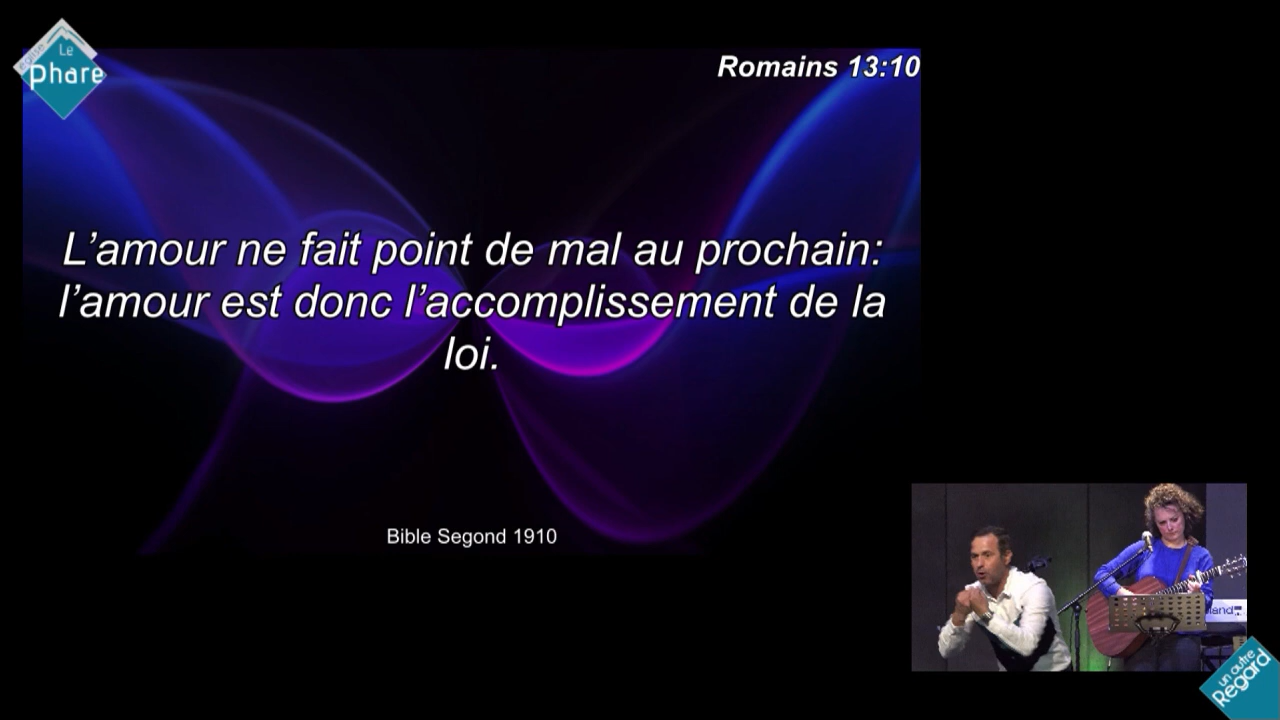 église
Le
phare
Romains 13:10
L’amour ne fait point de mal au prochain:
l’amour est donc l’accomplissement de la
loi.
Bible Segond 1910
un autre
Regard